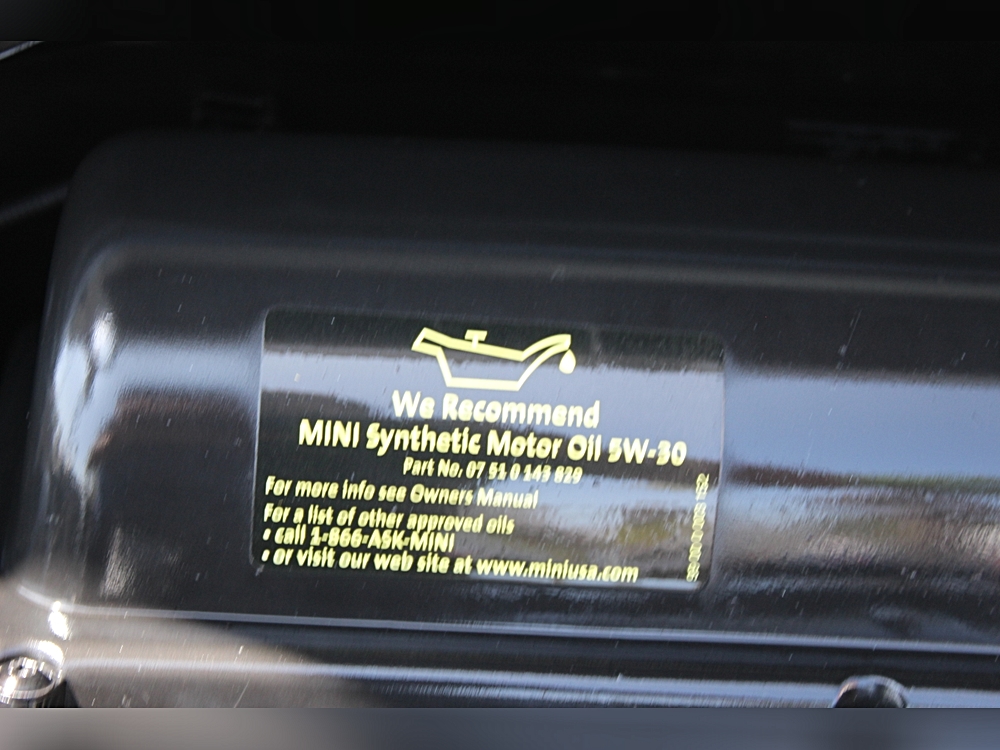 We Recommend
MINI Synthetic Motor Oil 5W-30
Part No. 07 51 0 143 829
For more info see Owners Manual
For a list of other approved oils
• call 1-866-ASK-MINI
• or visit our web site at www.miniusa.com